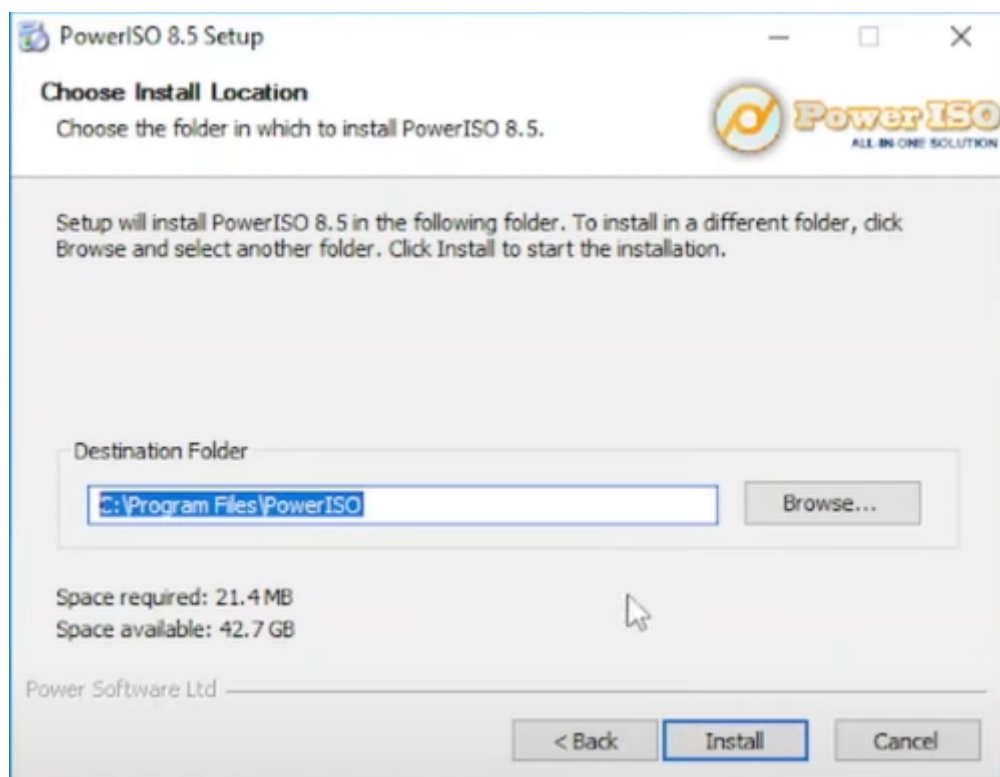 PowerISO 8.5 Setup
Choose Install Location
Choose the folder in which to install PowerISO 8.5.
PowerISO
ALL-IN-ONE SOLUTION
Setup will install PowerISO 8.5 in the following folder. To install in a different folder, click
Browse and select another folder. Click Install to start the installation.
Destination Folder
C:\Program Files\PowerISO
Browse...
Space required: 21.4 MB
Space available: 42.7 GB
Power Software Ltd
< Back
Install
Cancel